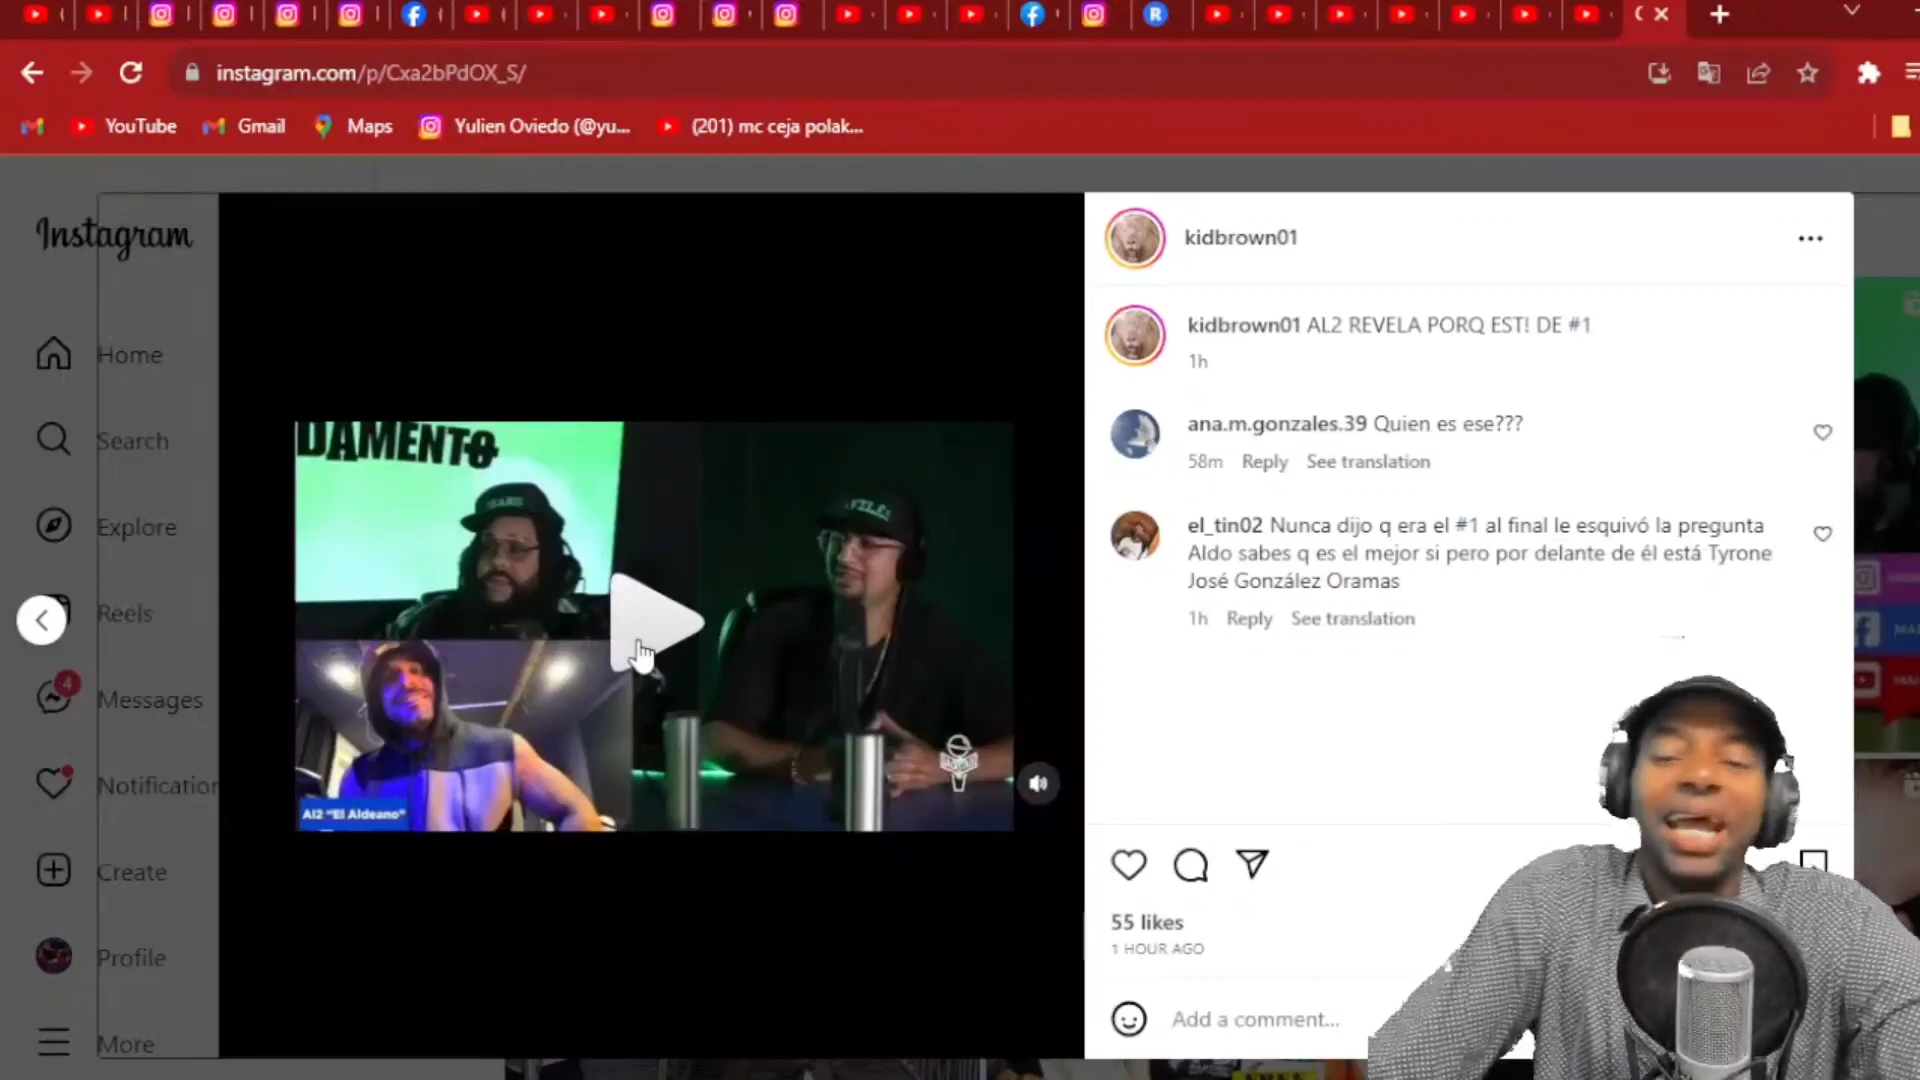 instagram.com/p/Cxa2bPdOX_S/
YouTube
Gmail
Maps
Yulien Oviedo (@yu...
(201) mc ceja polak...
Instagram
Home
Search
Explore
Reels
4
Messages
Notification
Create
Profile
More
DAMENTO
Al2 "El Aldeano"
kidbrown01
kidbrown01 AL2 REVELA PORQ EST! DE #1
1h
ana.m.gonzales.39 Quien es ese???
58m Reply See translation
el_tin02 Nunca dijo q era el #1 al final le esquivó la pregunta
Aldo sabes q es el mejor si pero por delante de él está Tyrone
José González Oramas
1h Reply See translation
55 likes
1 HOUR AGO
Add a comment...